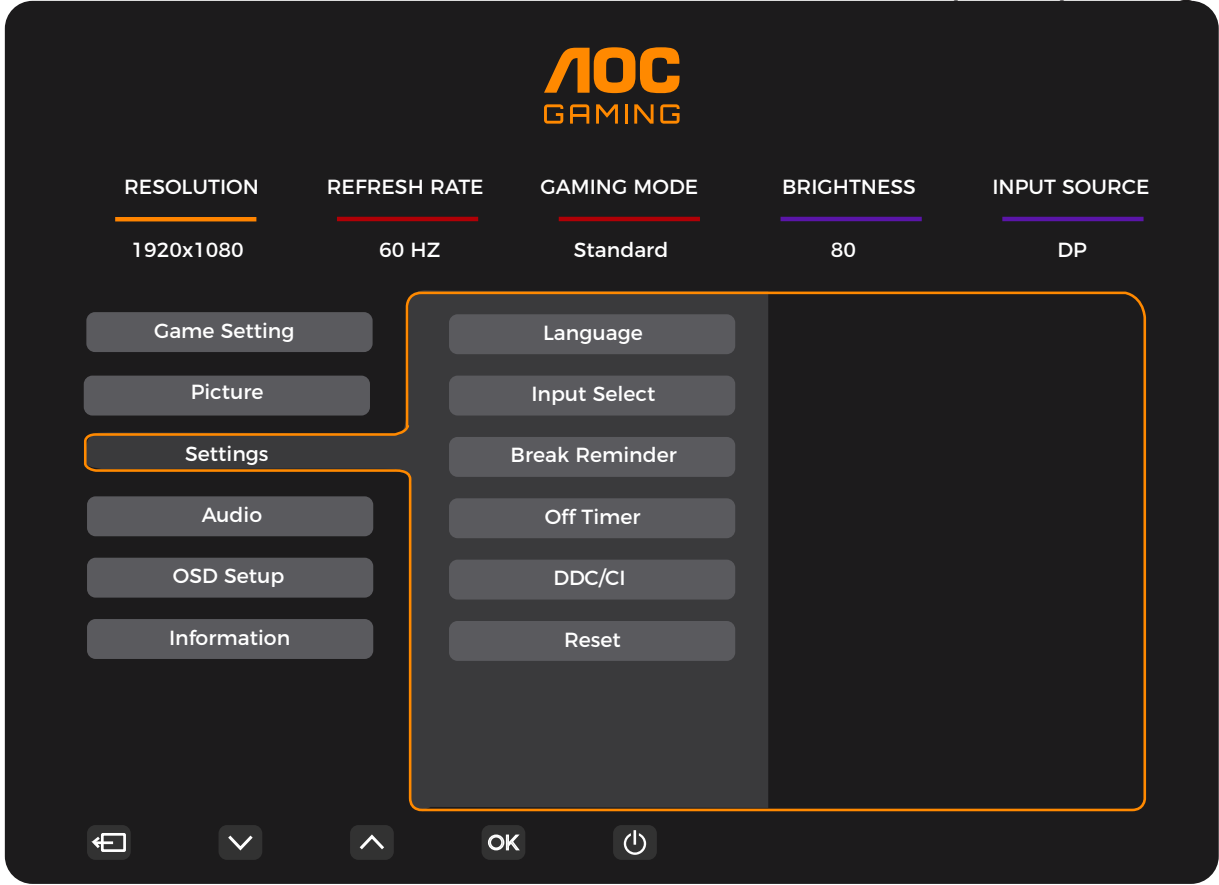 AOC
GAMING
RESOLUTION REFRESH RATE GAMING MODE BRIGHTNESS INPUT SOURCE
1920x1080 60 HZ Standard 80 DP
Game Setting
Picture
Settings
Audio
OSD Setup
Information
Language
Input Select
Break Reminder
Off Timer
DDC/CI
Reset
OK